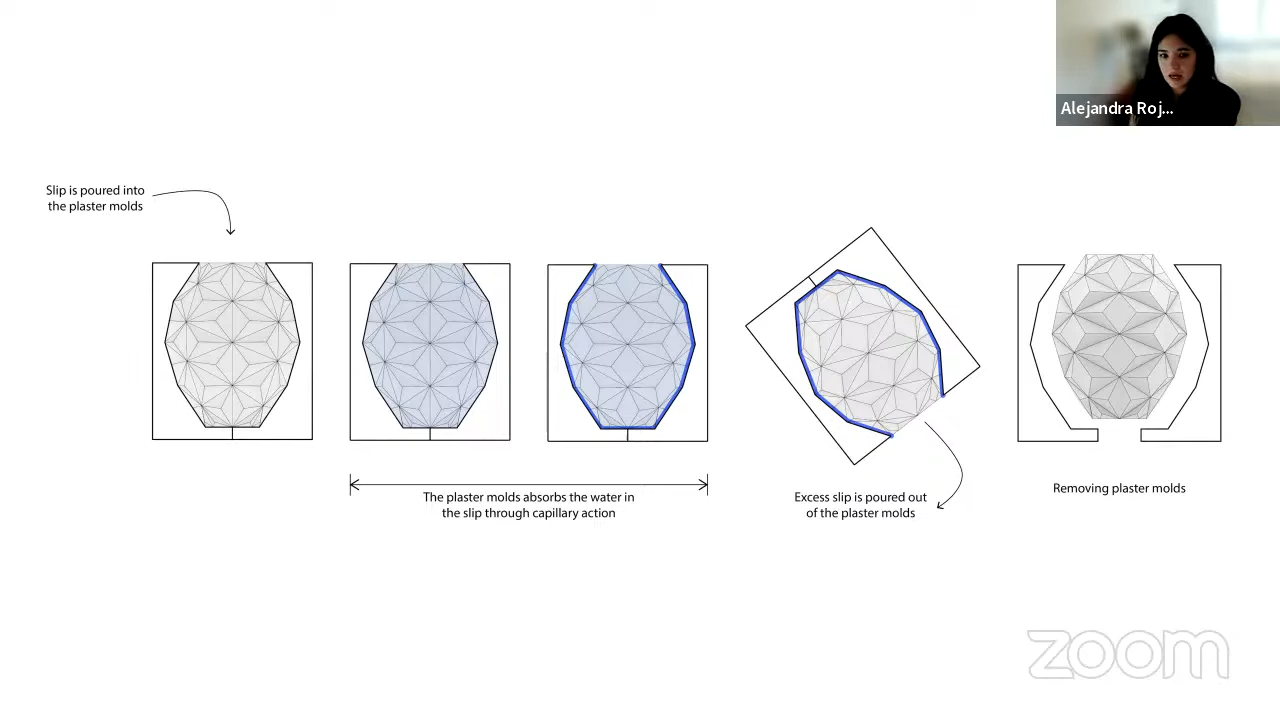 Alejandra Roj...
Slip is poured into
the plaster molds
The plaster molds absorbs the water in
the slip through capillary action
Excess slip is poured out
of the plaster molds
Removing plaster molds
zoom